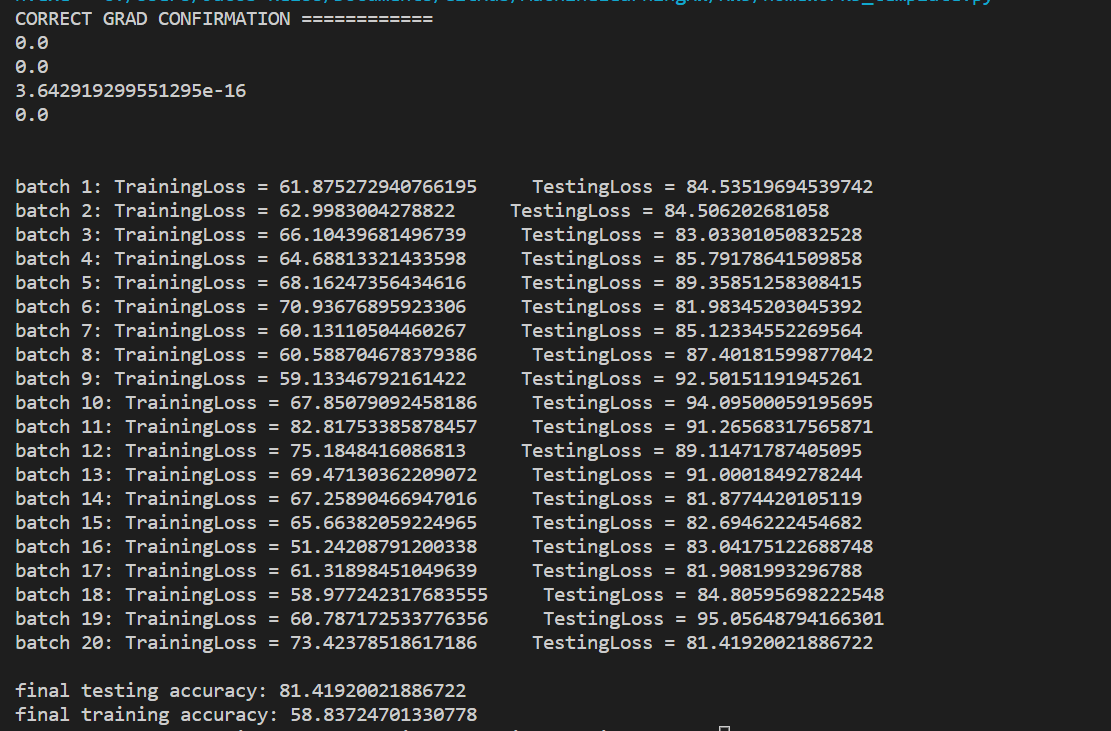 CORRECT GRAD CONFIRMATION ============
0.0
0.0
3.642919299551295e-16
0.0
batch 1: TrainingLoss = 61.875272940766195 TestingLoss = 84.53519694539742
batch 2: TrainingLoss = 62.9983004278822 TestingLoss = 84.506202681058
batch 3: TrainingLoss = 66.10439681496739 TestingLoss = 83.03301050832528
batch 4: TrainingLoss = 64.68813321433598 TestingLoss = 85.79178641509858
batch 5: TrainingLoss = 68.16247356434616 TestingLoss = 89.35851258308415
batch 6: TrainingLoss = 70.93676895923306 TestingLoss = 81.98345203045392
batch 7: TrainingLoss = 60.13110504460267 TestingLoss = 85.12334552269564
batch 8: TrainingLoss = 60.588704678379386 TestingLoss = 87.40181599877042
batch 9: TrainingLoss = 59.13346792161422 TestingLoss = 92.50151191945261
batch 10: TrainingLoss = 67.85079092458186 TestingLoss = 94.09500059195695
batch 11: TrainingLoss = 82.81753385878457 TestingLoss = 91.26568317565871
batch 12: TrainingLoss = 75.1848416086813 TestingLoss = 89.11471787405095
batch 13: TrainingLoss = 69.47130362209072 TestingLoss = 91.0001849278244
batch 14: TrainingLoss = 67.25890466947016 TestingLoss = 81.8774420105119
batch 15: TrainingLoss = 65.66382059224965 TestingLoss = 82.6946222454682
batch 16: TrainingLoss = 51.24208791200338 TestingLoss = 83.04175122688748
batch 17: TrainingLoss = 61.31898451049639 TestingLoss = 81.9081993296788
batch 18: TrainingLoss = 58.977242317683555 TestingLoss = 84.80595698222548
batch 19: TrainingLoss = 60.787172533776356 TestingLoss = 95.05648794166301
batch 20: TrainingLoss = 73.42378518617186 TestingLoss = 81.41920021886722
final testing accuracy: 81.41920021886722
final training accuracy: 58.83724701330778